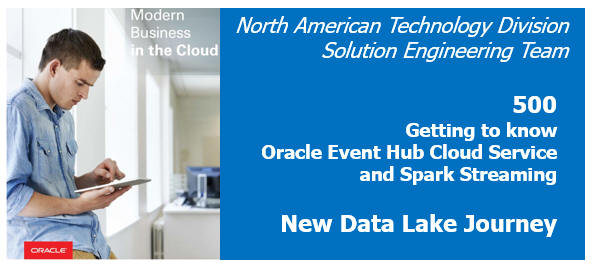 Modern
Business
in the Cloud
ORACLE
North American Technology Division
Solution Engineering Team
500
Getting to know
Oracle Event Hub Cloud Service
and Spark Streaming
New Data Lake Journey